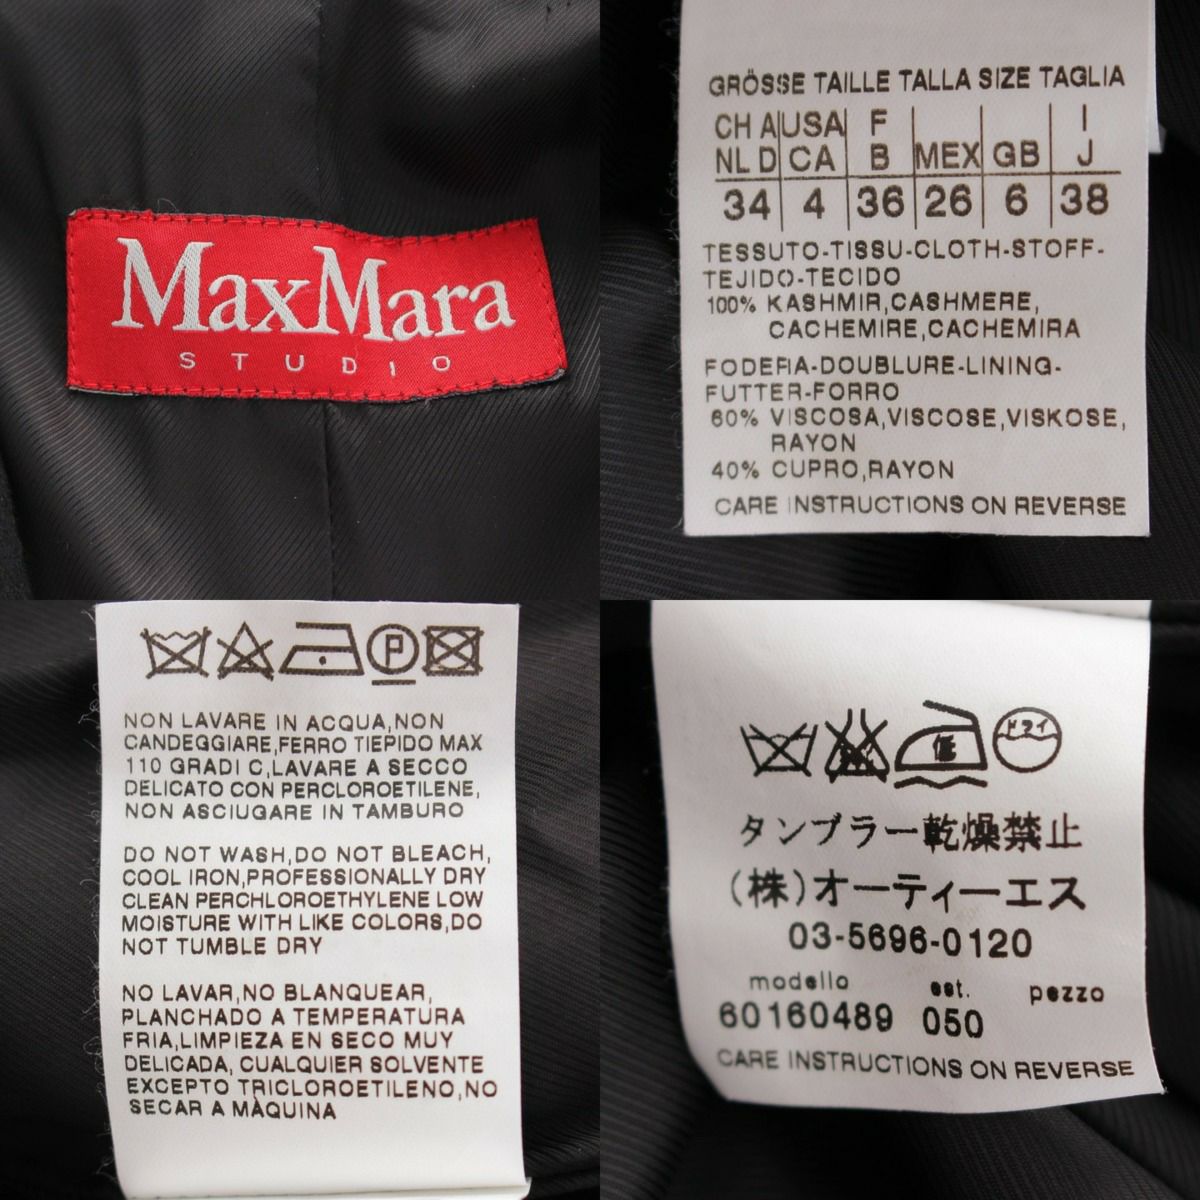 MaxMara
STUDIO
GRÖSSE TAILLE TALLA SIZE TAGLIA
CH A USA F I
NL D CA B MEX GB J
34 4 36 26 6 38
TESSUTO-TISSU-CLOTH-STOFF-
TEJIDO-TECIDO
100% KASHMIR,CASHMERE,
CACHEMIRE,CACHEMIRA
FODERA-DOUBLURE-LINING-
FUTTER-FORRO
60% VISCOSA,VISCOSE,VISKOSE,
RAYON
40% CUPRO,RAYON
CARE INSTRUCTIONS ON REVERSE
P
NON LAVARE IN ACQUA,NON
CANDEGGIARE,FERRO TIEPIDO MAX
110 GRADI C,LAVARE A SECCO
DELICATO CON PERCLOROETILENE,
NON ASCIUGARE IN TAMBURO
DO NOT WASH,DO NOT BLEACH,
COOL IRON,PROFESSIONALLY DRY
CLEAN PERCHLOROETHYLENE LOW
MOISTURE WITH LIKE COLORS,DO
NOT TUMBLE DRY
NO LAVAR,NO BLANQUEAR,
PLANCHADO A TEMPERATURA
FRIA,LIMPIEZA EN SECO MUY
DELICADA, CUALQUIER SOLVENTE
EXCEPTO TRICLOROETILENO,NO
SECAR A MÀQUINA
低 ドライ
タンブラー乾燥禁止
(株)オーティーエス
03-5696-0120
modello est. pezzo
60160489 050
CARE INSTRUCTIONS ON REVERSE